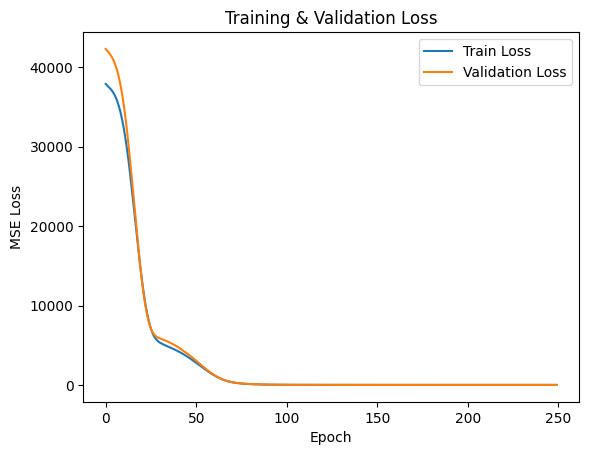 Training & Validation Loss
Train Loss
Validation Loss
MSE Loss
40000
30000
20000
10000
0
0 50 100 150 200 250
Epoch